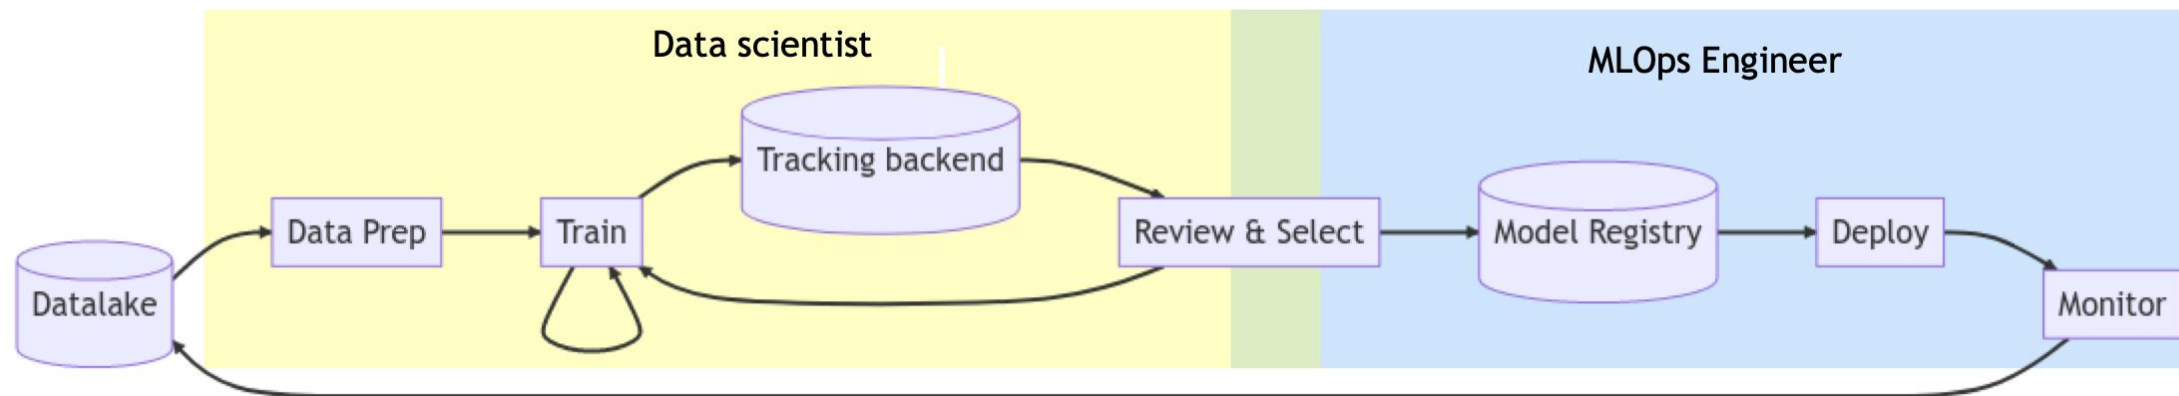 Data scientist
MLOps Engineer
Tracking backend
Data Prep
Train
Review & Select
Model Registry
Deploy
Datalake
Monitor